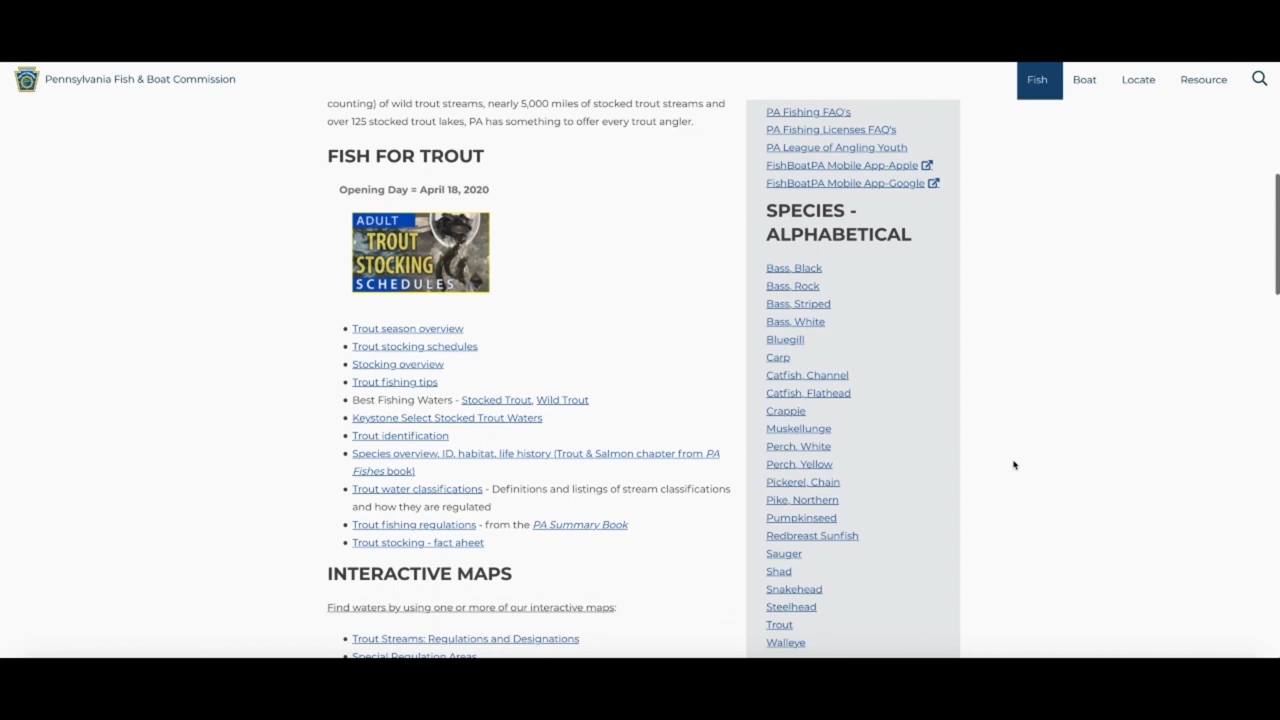 Pennsylvania Fish & Boat Commission
Fish
Boat
Locate
Resource
counting) of wild trout streams, nearly 5,000 miles of stocked trout streams and
over 125 stocked trout lakes, PA has something to offer every trout angler.
FISH FOR TROUT
Opening Day = April 18, 2020
ADULT
TROUT
STOCKING
SCHEDULES
• Trout season overview
• Trout stocking schedules
• Stocking overview
• Trout fishing tips
• Best Fishing Waters - Stocked Trout, Wild Trout
• Keystone Select Stocked Trout Waters
• Trout identification
• Species overview, ID, habitat, life history (Trout & Salmon chapter from PA
Fishes book)
• Trout water classifications - Definitions and listings of stream classifications
and how they are regulated
• Trout fishing regulations - from the PA Summary Book
• Trout stocking - fact aheet
INTERACTIVE MAPS
Find waters by using one or more of our interactive maps:
• Trout Streams: Regulations and Designations
• Special Regulation Areas
PA Fishing FAQ's
PA Fishing Licenses FAQ's
PA League of Angling Youth
FishBoatPA Mobile App-Apple
FishBoatPA Mobile App-Google
SPECIES -
ALPHABETICAL
Bass, Black
Bass, Rock
Bass, Striped
Bass, White
Bluegill
Carp
Catfish, Channel
Catfish, Flathead
Crappie
Muskellunge
Perch, White
Perch, Yellow
Pickerel, Chain
Pike, Northern
Pumpkinseed
Redbreast Sunfish
Sauger
Shad
Snakehead
Steelhead
Trout
Walleye